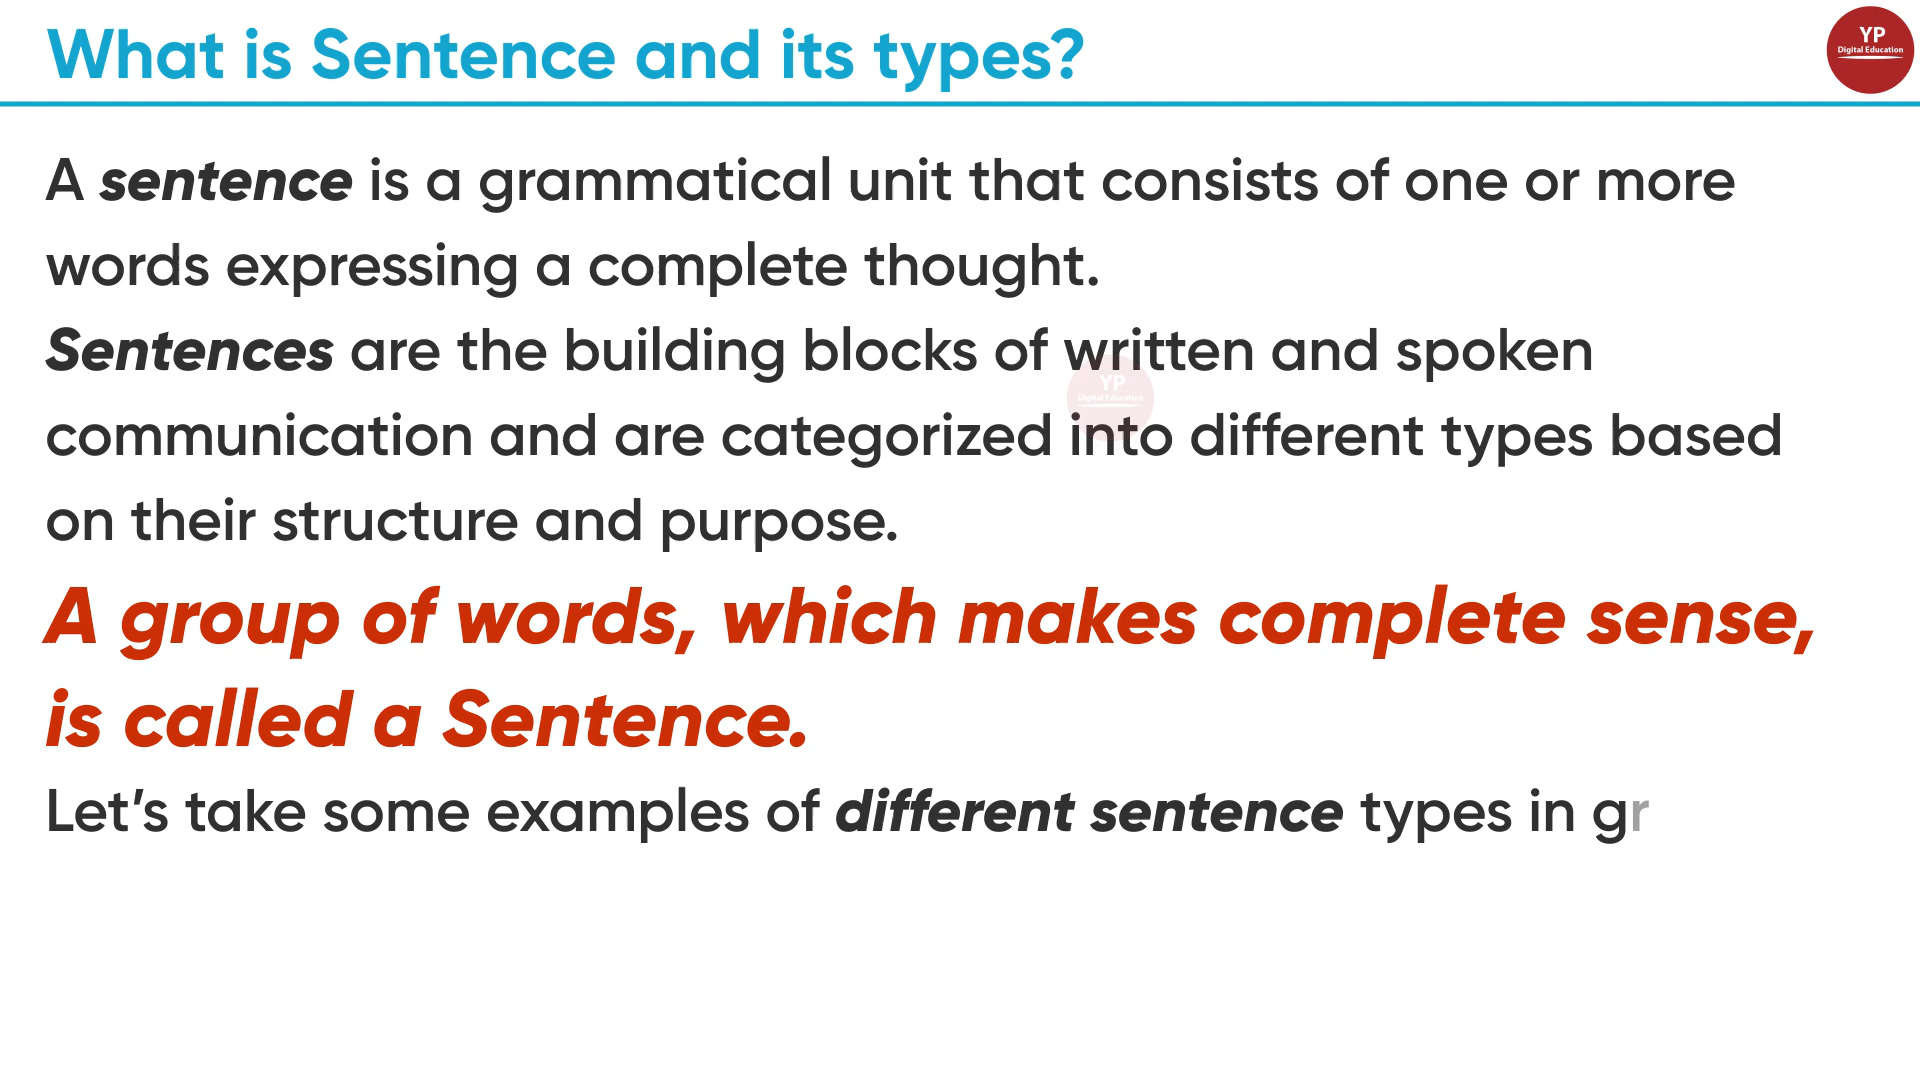 What is Sentence and its types?
YP
Digital Education
A sentence is a grammatical unit that consists of one or more
words expressing a complete thought.
Sentences are the building blocks of written and spoken
YP
Digital Education
communication and are categorized into different types based
on their structure and purpose.
A group of words, which makes complete sense,
is called a Sentence.
Let’s take some examples of different sentence types in gr